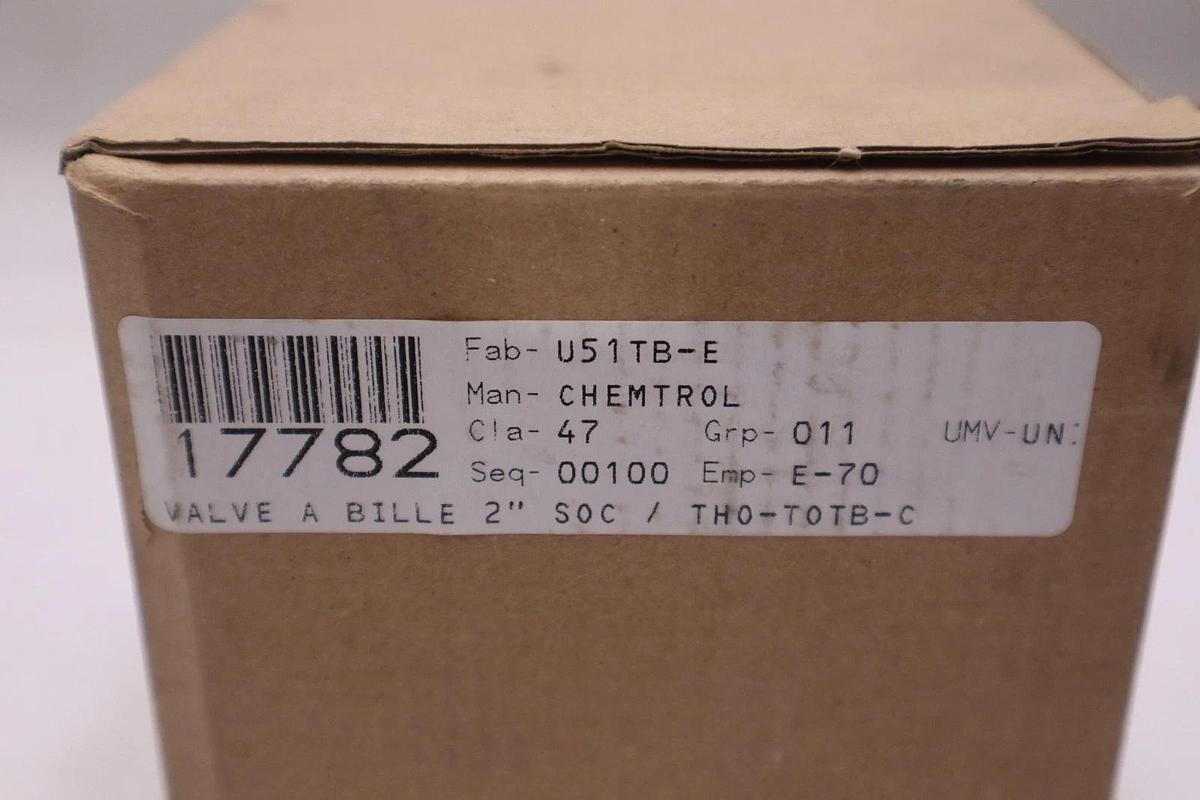 Fab- U51TB-E
Man- CHEMTROL
Cla- 47 Grp- 011 UMV-UN
17782
Seq- 00100 Emp- E-70
VALVE A BILLE 2" SOC / THO-TOTB-C